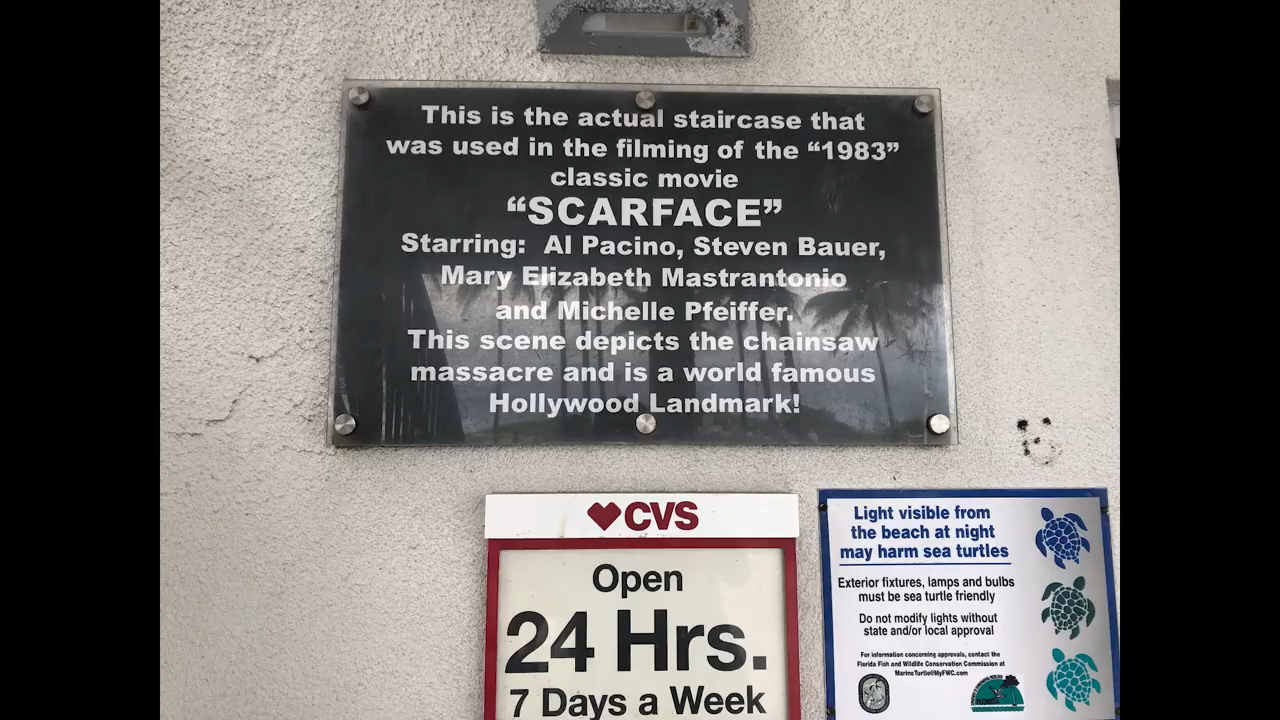 This is the actual staircase that
was used in the filming of the “1983”
classic movie
“SCARFACE”
Starring: Al Pacino, Steven Bauer,
Mary Elizabeth Mastrantonio
and Michelle Pfeiffer.
This scene depicts the chainsaw
massacre and is a world famous
Hollywood Landmark!
CVS
Open
24 Hrs.
7 Days a Week
Light visible from
the beach at night
may harm sea turtles
Exterior fixtures, lamps and bulbs
must be sea turtle friendly
Do not modify lights without
state and/or local approval
For information concerning approvals, contact the
Florida Fish and Wildlife Conservation Commission at
MarineTurtle@MyFWC.com
FLORIDA